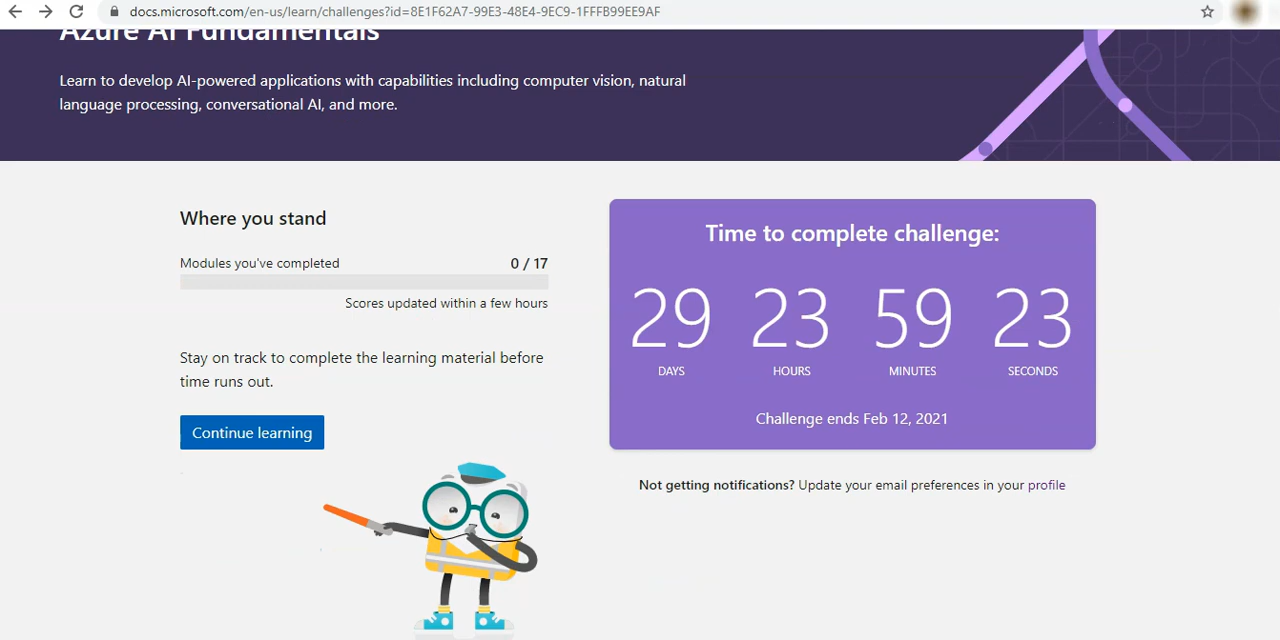 docs.microsoft.com/en-us/learn/challenges?id=8E1F62A7-99E3-48E4-9EC9-1FFFB99EE9AF
Azure AI Fundamentals
Learn to develop AI-powered applications with capabilities including computer vision, natural
language processing, conversational AI, and more.
Where you stand
Modules you've completed 0 / 17
Scores updated within a few hours
Stay on track to complete the learning material before
time runs out.
Continue learning
Time to complete challenge:
29 23 59 23
DAYS HOURS MINUTES SECONDS
Challenge ends Feb 12, 2021
Not getting notifications? Update your email preferences in your profile